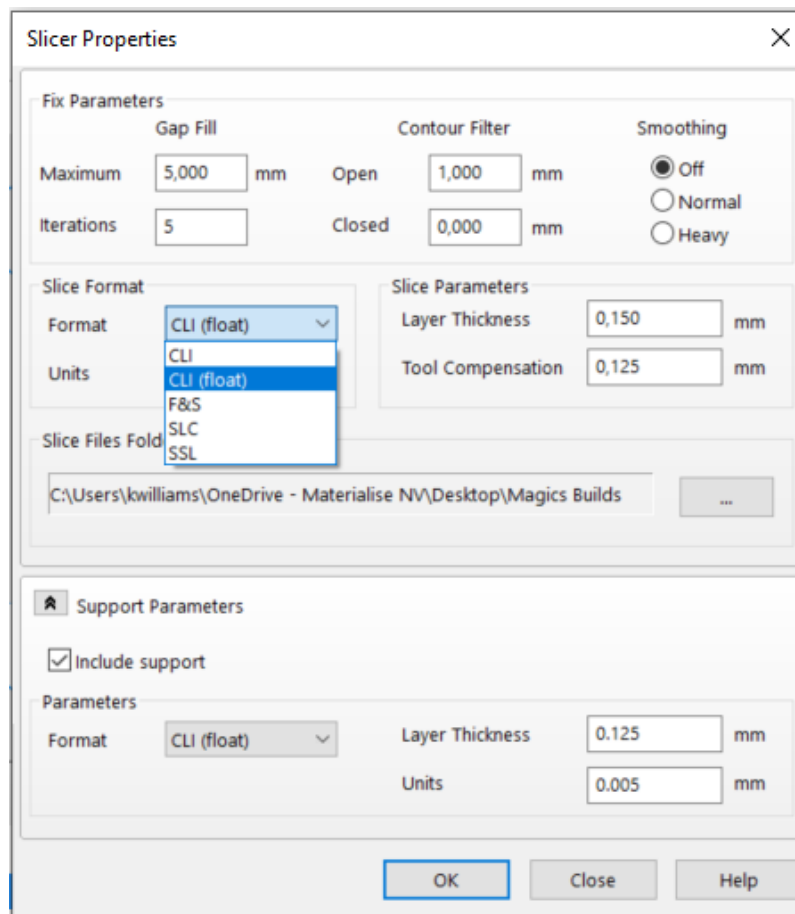 Slicer Properties
Fix Parameters
Gap Fill Contour Filter Smoothing
Maximum 5,000 mm Open 1,000 mm Off
Normal
Iterations 5 Closed 0,000 mm Heavy
Slice Format Slice Parameters
Format CLI (float) Layer Thickness 0,150 mm
CLI
Units CLI (float) Tool Compensation 0,125 mm
F&S
SLC
Slice Files Fold SSL
C:\Users\kwilliams\OneDrive - Materialise NV\Desktop\Magics Builds ...
Support Parameters
Include support
Parameters
Format CLI (float) Layer Thickness 0.125 mm
Units 0.005 mm
OK Close Help